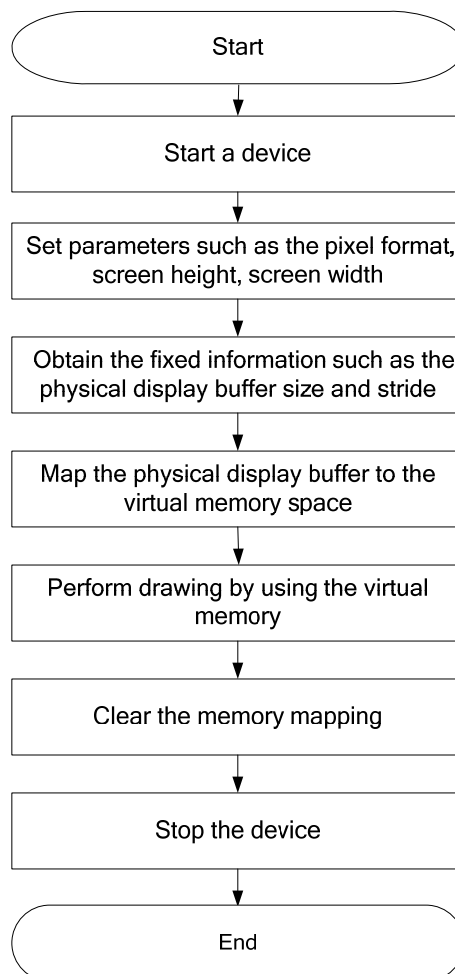 Start
Start a device
Set parameters such as the pixel format,
screen height, screen width
Obtain the fixed information such as the
physical display buffer size and stride
Map the physical display buffer to the
virtual memory space
Perform drawing by using the virtual
memory
Clear the memory mapping
Stop the device
End